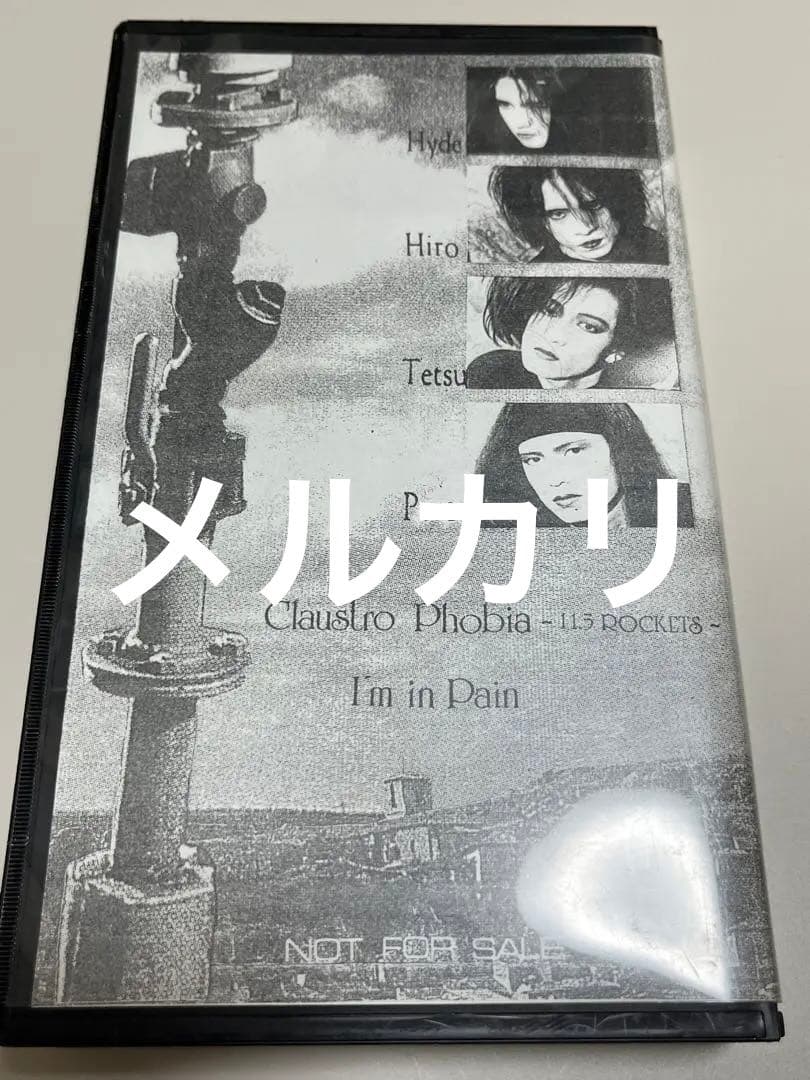 Hyde
Hiro
Tetsu
メルカリ
Claustro Phobia ~ 11.5 ROCKETS ~
I'm in Pain
NOT FOR SALE